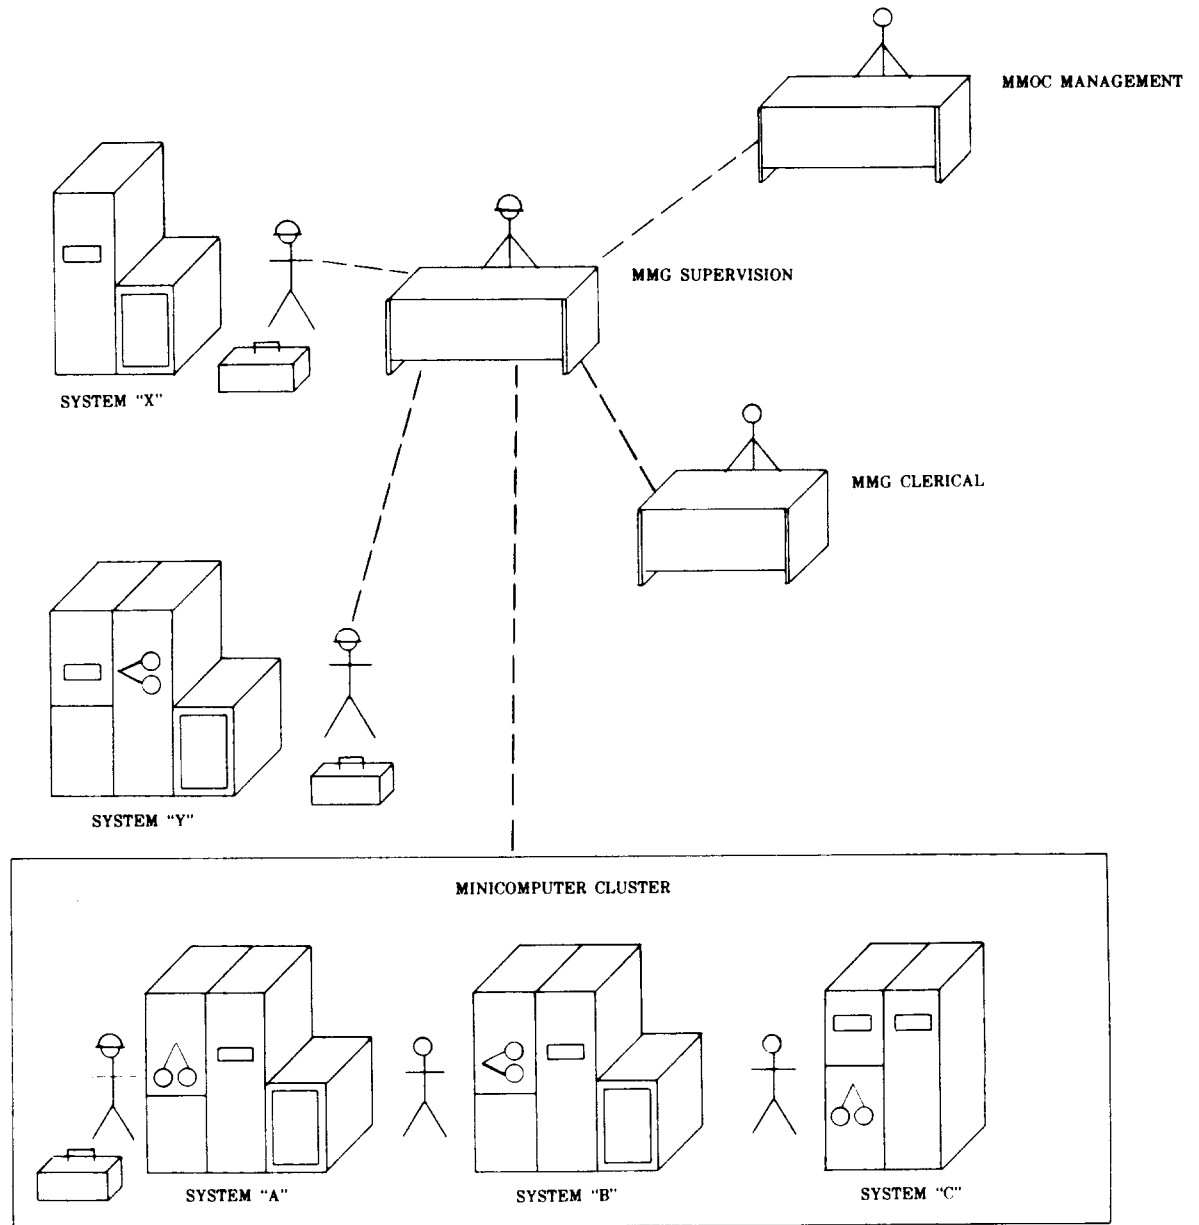 MMOC MANAGEMENT
MMG SUPERVISION
SYSTEM “X”
MMG CLERICAL
SYSTEM “Y”
MINICOMPUTER CLUSTER
SYSTEM “A”
SYSTEM “B”
SYSTEM “C”